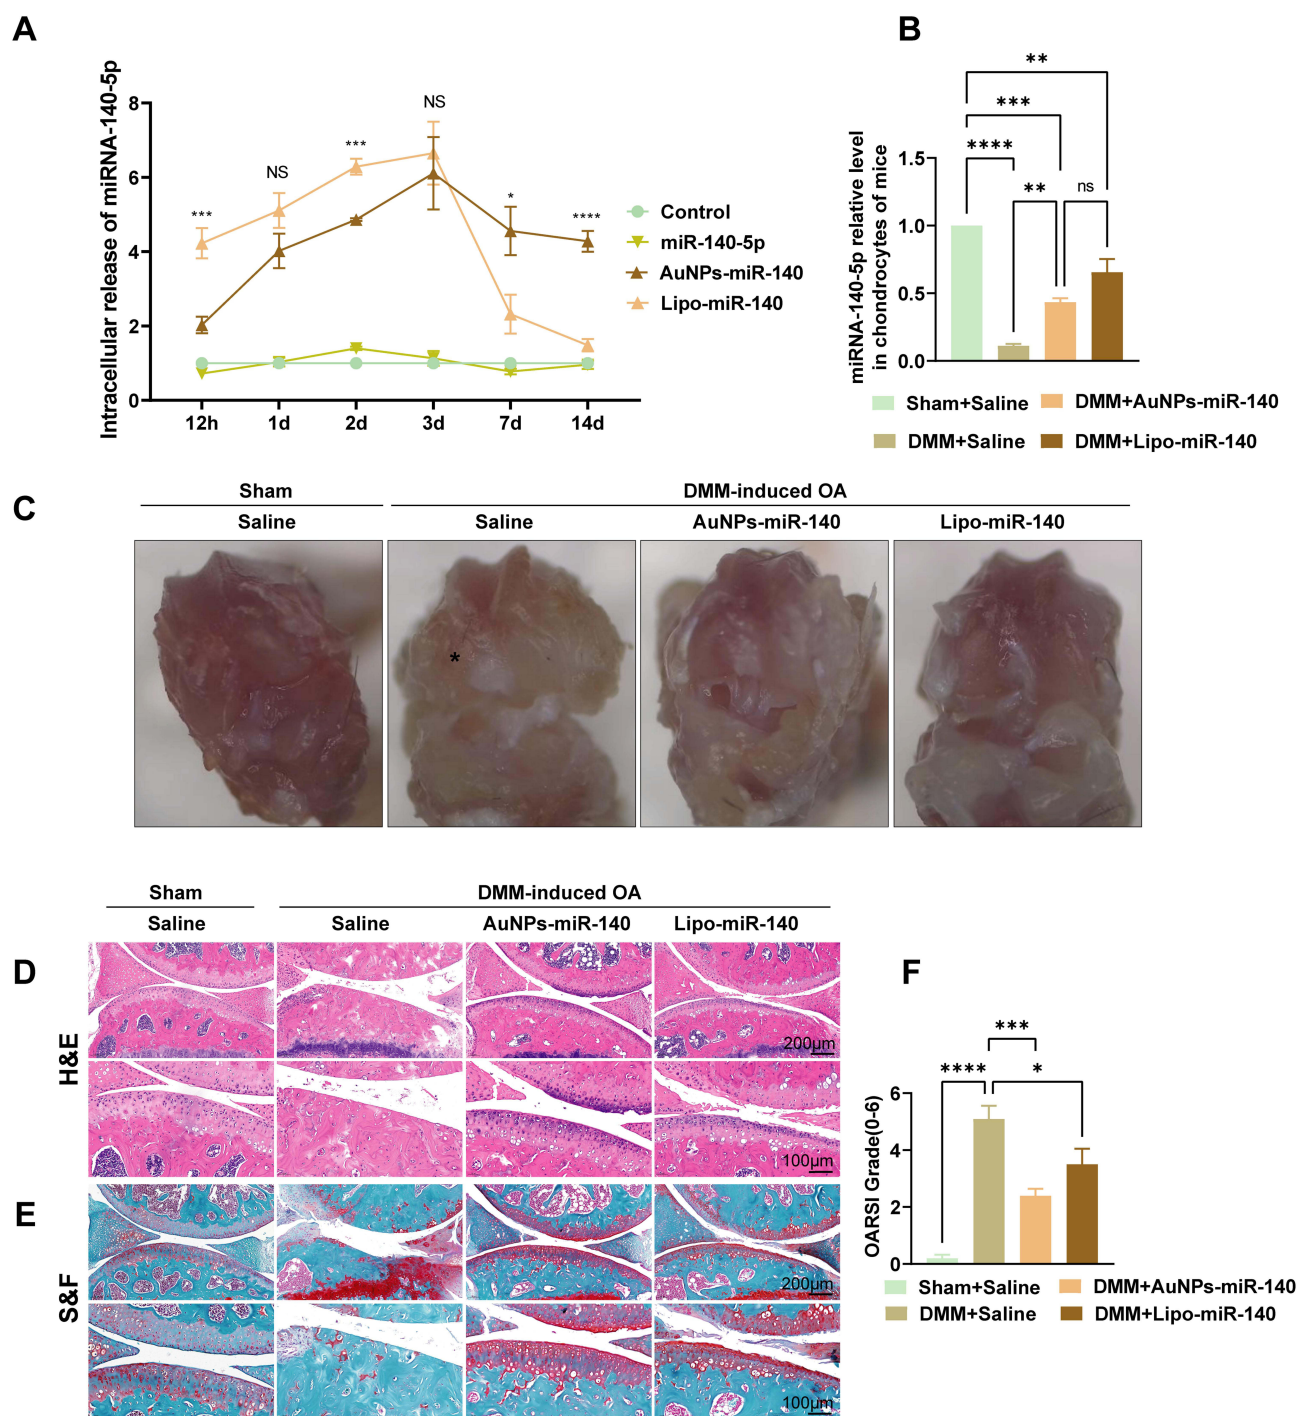 A
Intracellular release of miRNA-140-5p
8
6
4
2
0
***
NS
***
NS
*
****
12h
1d
2d
3d
7d
14d
Control
miR-140-5p
AuNPs-miR-140
Lipo-miR-140
B
miRNA-140-5p relative level
in chondrocytes of mice
1.5
1.0
0.5
0.0
**
***
****
**
ns
Sham+Saline
DMM+AuNPs-miR-140
DMM+Saline
DMM+Lipo-miR-140
C
Sham
DMM-induced OA
Saline
Saline
AuNPs-miR-140
Lipo-miR-140
*
Sham
DMM-induced OA
Saline
Saline
AuNPs-miR-140
Lipo-miR-140
D
H&E
200μm
100μm
E
S&F
200μm
100μm
F
OARSI Grade(0-6)
6
4
2
0
***
****
*
Sham+Saline
DMM+AuNPs-miR-140
DMM+Saline
DMM+Lipo-miR-140